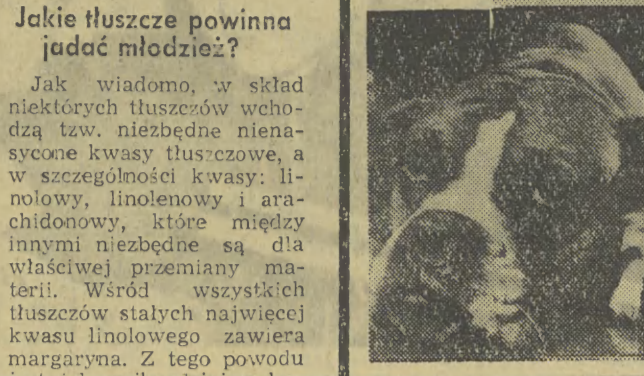 Jakie tłuszcze powinna
jadać młodzież?
Jak wiadomo, w skład
niektórych tłuszczów wcho-
dzą tzw. niezbędne niena-
sycone kwasy tłuszczowe, a
w szczególności kwasy: li-
nolowy, linolenowy i ara-
chidonowy, które między
innymi niezbędne są dla
właściwej przemiany ma-
terii. Wśród wszystkich
tłuszczów stałych najwięcej
kwasu linolowego zawiera
margaryna. Z tego powodu